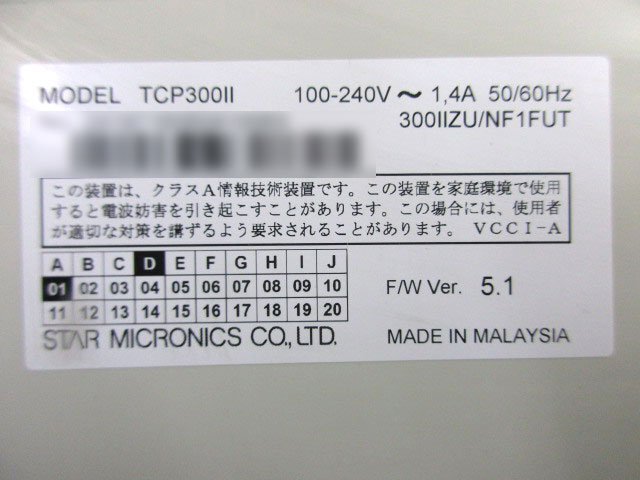 MODEL TCP300II 100-240V ～ 1,4A 50/60Hz
300IIZU/NF1FUT
この装置は、クラスA情報技術装置です。この装置を家庭環境で使用
すると電波妨害を引き起こすことがあります。この場合には、使用者
が適切な対策を講ずるよう要求されることがあります。 VCCI-A
A B C D E F G H I J
01 02 03 04 05 06 07 08 09 10
11 12 13 14 15 16 17 18 19 20
F/W Ver. 5.1
STAR MICRONICS CO.,LTD. MADE IN MALAYSIA